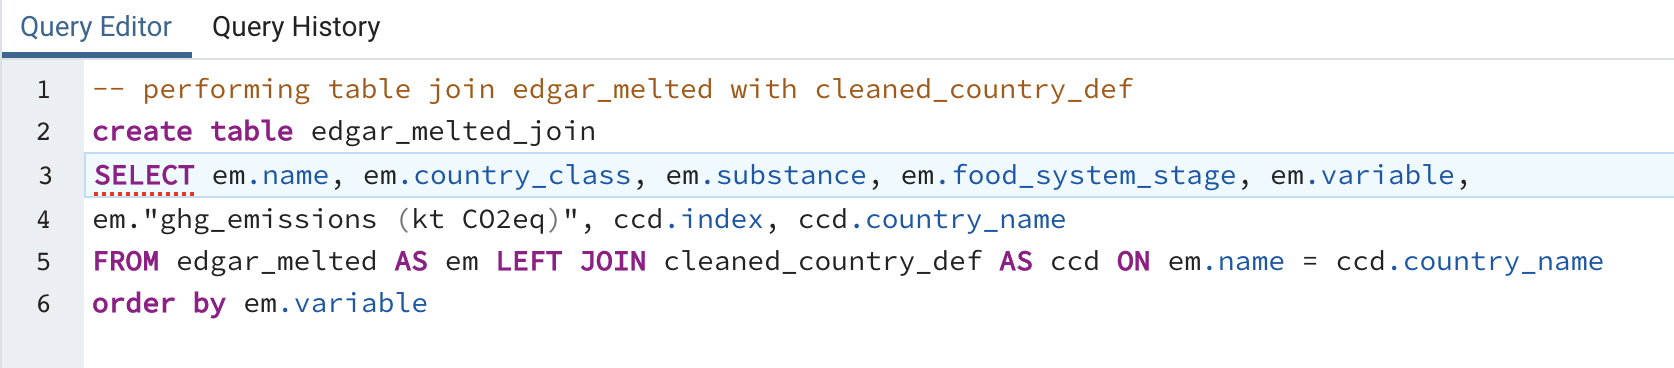 Query Editor Query History
1 -- performing table join edgar_melted with cleaned_country_def
2 create table edgar_melted_join
3 SELECT em.name, em.country_class, em.substance, em.food_system_stage, em.variable,
4 em."ghg_emissions (kt CO2eq)", ccd.index, ccd.country_name
5 FROM edgar_melted AS em LEFT JOIN cleaned_country_def AS ccd ON em.name = ccd.country_name
6 order by em.variable